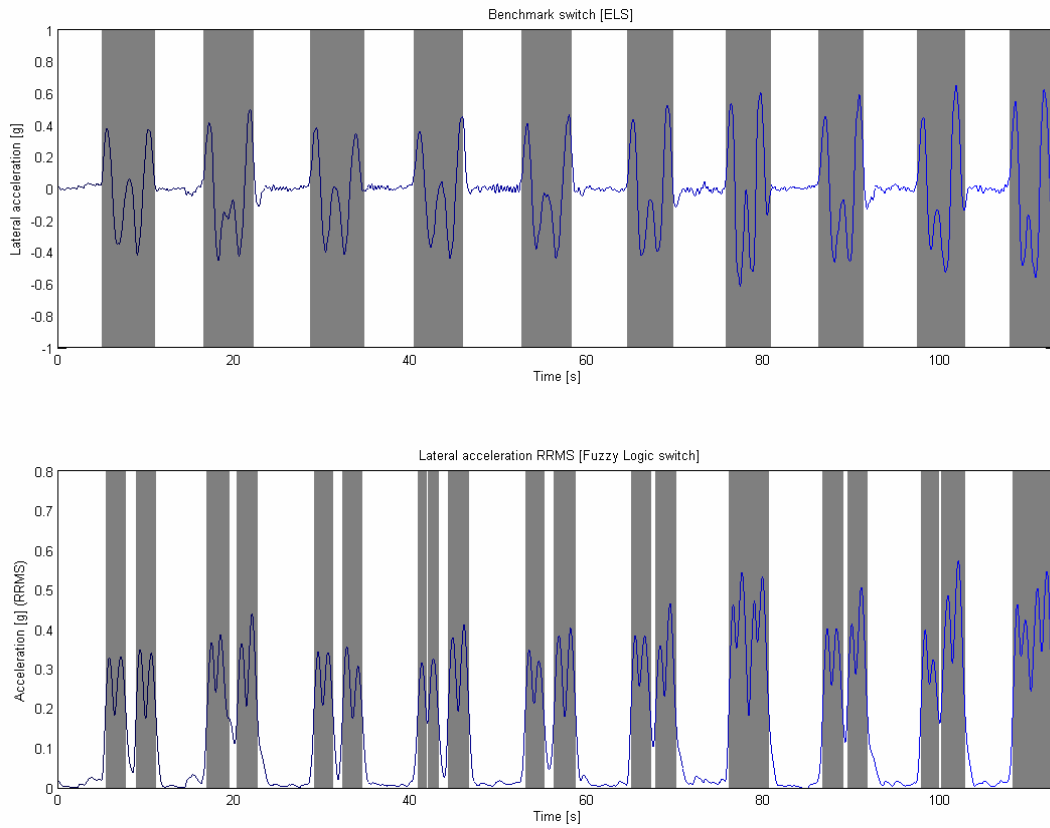 Benchmark switch [ELS]
Lateral acceleration [g]
1
0.8
0.6
0.4
0.2
0
-0.2
-0.4
-0.6
-0.8
-1
0 20 40 60 80 100
Time [s]
Lateral acceleration RRMS [Fuzzy Logic switch]
Acceleration [g] (RRMS)
0.8
0.7
0.6
0.5
0.4
0.3
0.2
0.1
0
0 20 40 60 80 100
Time [s]